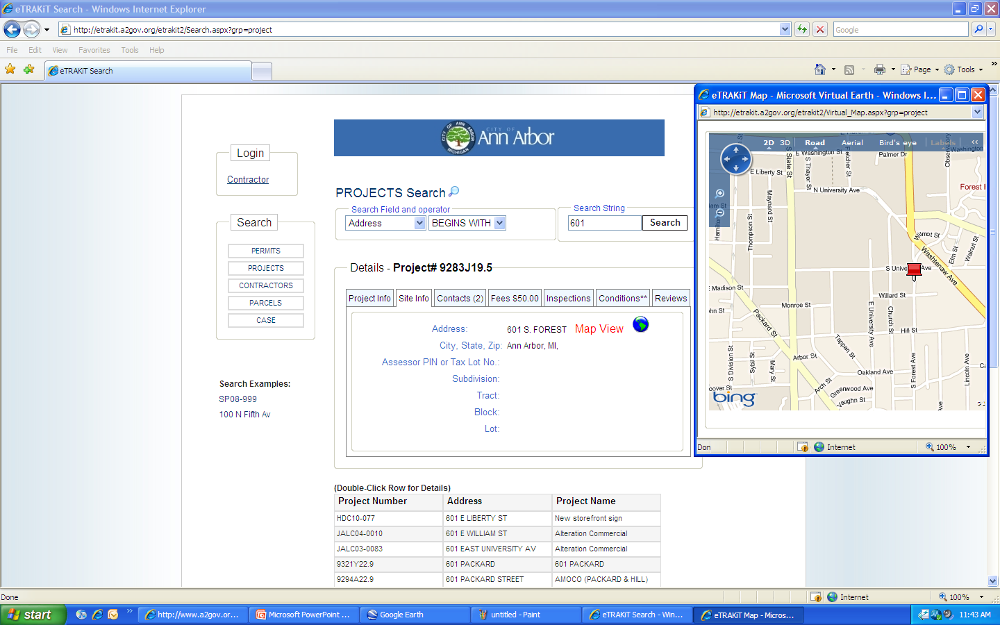 eTRAKiT Search - Windows Internet Explorer
http://etrakit.a2gov.org/etrakit2/Search.aspx?grp=project
Google
File Edit View Favorites Tools Help
eTRAKiT Search
Page Tools
CITY OF ANN ARBOR MICHIGAN
CITY OF
Ann Arbor
Login
Contractor
Search
PERMITS
PROJECTS
CONTRACTORS
PARCELS
CASE
Search Examples:
SP08-999
100 N Fifth Av
PROJECTS Search
Search Field and operator
Address BEGINS WITH
Search String
601 Search
Details - Project# 9283J19.5
Project Info Site Info Contacts (2) Fees $50.00 Inspections Conditions** Reviews
Address: 601 S. FOREST Map View
City, State, Zip: Ann Arbor, MI,
Assessor PIN or Tax Lot No.:
Subdivision:
Tract:
Block:
Lot:
(Double-Click Row for Details)
Project Number Address Project Name
HDC10-077 601 E LIBERTY ST New storefront sign
JALC04-0010 601 E WILLIAM ST Alteration Commercial
JALC03-0083 601 EAST UNIVERSITY AV Alteration Commercial
9321Y22.9 601 PACKARD 601 PACKARD
9294A22.9 601 PACKARD STREET AMOCO (PACKARD & HILL)
eTRAKiT Map - Microsoft Virtual Earth - Windows I...
http://etrakit.a2gov.org/etrakit2/Virtual_Map.aspx?grp=project
2D 3D Road Aerial Bird's eye Labels <<
E Washington St
Palmer Dr
Washington
Fletcher St
S Thayer St
State St
E Liberty St
Observ
Forest
N University Ave
Maynard St
am St
Hamilton
Thompson St
Wilmot St
Elm St
Walnut St
Washtenaw Ave
S Unive Ave
E Madison St
Willard St
ohn St
Monroe St
Packard St
E University Ave
Church St
Hill St
Tappan St
Arbor St
S Division St
Sybil St
Mary St
Oakland Ave
S Forest Ave
Lincoln Ave
Arch St
Greenwood Ave
oover St
Vaughn St
bing
Don
Internet
100%
Done
Internet
100%
start
http://www.a2gov.or...
Microsoft PowerPoint ...
Google Earth
untitled - Paint
eTRAKiT Search - Win...
eTRAKiT Map - Micros...
11:43 AM